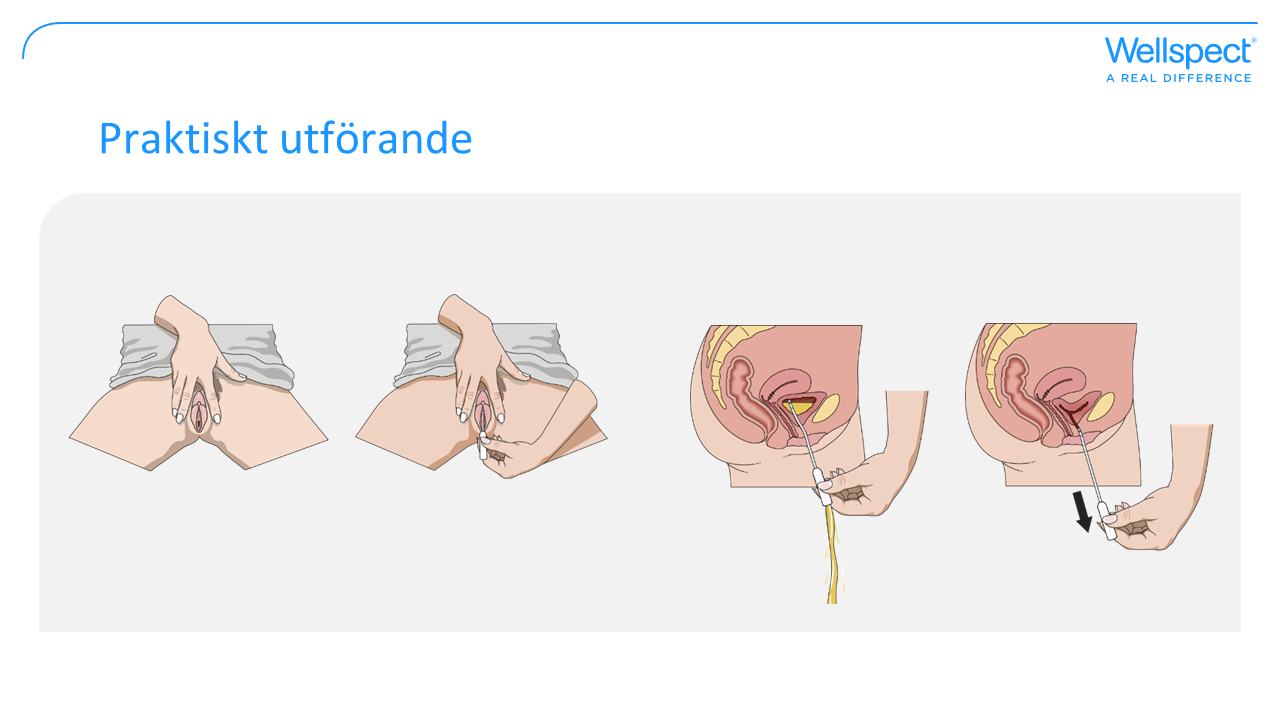 Wellspect®
A REAL DIFFERENCE
Praktiskt utförande